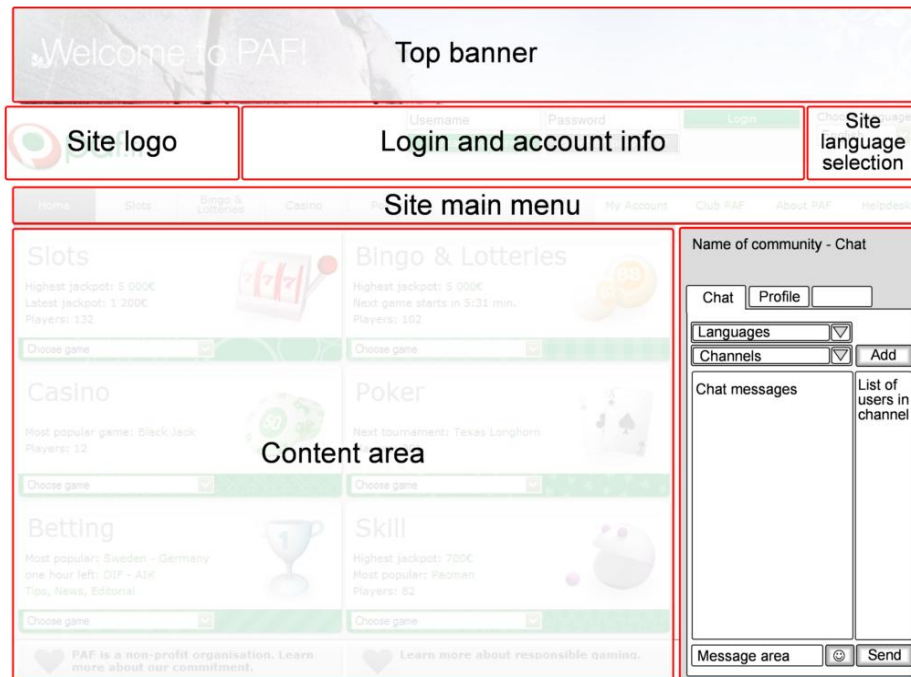 Welcome to PAF!
Top banner
Site logo
Username
Password
Login
Login and account info
Site
language
selection
Home
Slots
Bingo &
Lotteries
Casino
Site main menu
My Account
Club PAF
About PAF
Helpdesk
Slots
Highest jackpot: 5 000€
Latest jackpot: 1 200€
Players: 132
Choose game
Bingo & Lotteries
Highest jackpot: 5 000€
Next game starts in 5:31 min.
Players: 102
Choose game
Casino
Most popular game: Black Jack
Players: 12
Choose game
Poker
Next tournament: Texas Longhorn
Choose game
Content area
Betting
Most popular: Sweden - Germany
one hour left: OIF - AIK
Tips, News, Editorial
Choose game
Skill
Highest jackpot: 700€
Most popular: Pacman
Players: 82
Choose game
PAF is a non-profit organisation. Learn
more about our commitment.
Learn more about responsible gaming.
Name of community - Chat
Chat
Profile
Languages
Channels
Add
Chat messages
List of
users in
channel
Message area
Send